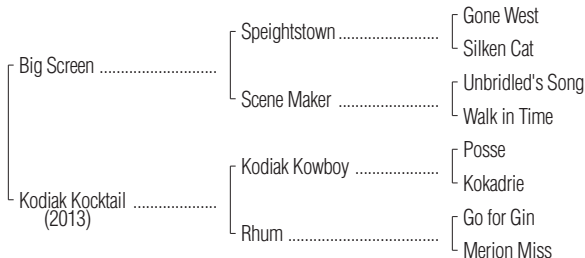 Gone West
Speightstown
Silken Cat
Big Screen
Unbridled's Song
Scene Maker
Walk in Time
Posse
Kodiak Kowboy
Kokadrie
Kodiak Kocktail
(2013)
Go for Gin
Rhum
Merion Miss